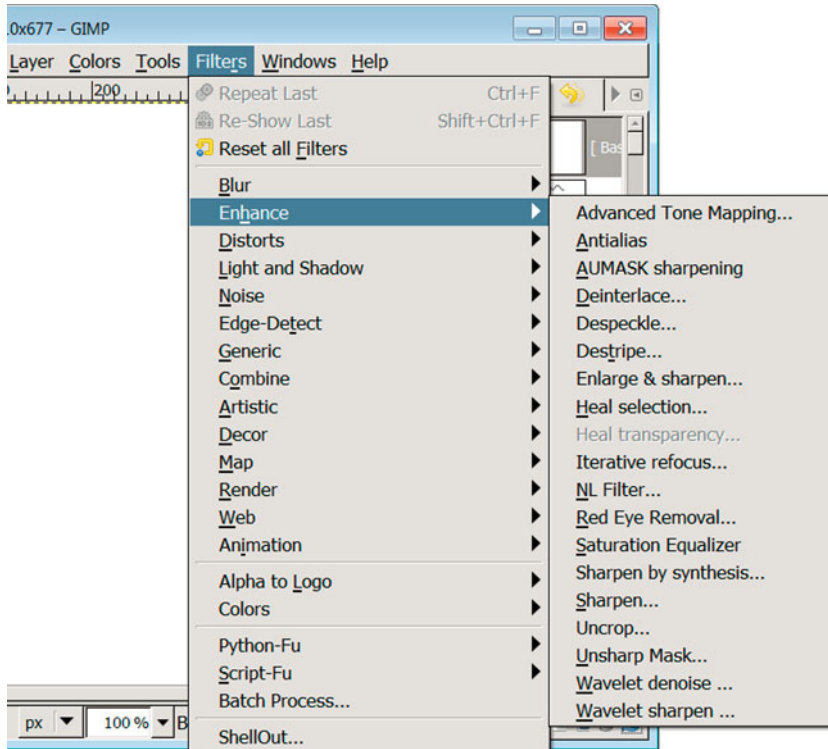 .0x677 – GIMP
Layer Colors Tools Filters Windows Help
200
Repeat Last Ctrl+F
Re-Show Last Shift+Ctrl+F
Reset all Filters
[ Bas
Blur
Enhance
Distorts
Light and Shadow
Noise
Edge-Detect
Generic
Combine
Artistic
Decor
Map
Render
Web
Animation
Alpha to Logo
Colors
Python-Fu
Script-Fu
Batch Process...
ShellOut...
Advanced Tone Mapping...
Antialias
AUMASK sharpening
Deinterlace...
Despeckle...
Destripe...
Enlarge & sharpen...
Heal selection...
Heal transparency...
Iterative refocus...
NL Filter...
Red Eye Removal...
Saturation Equalizer
Sharpen by synthesis...
Sharpen...
Uncrop...
Unsharp Mask...
Wavelet denoise ...
Wavelet sharpen ...
px 100 % B